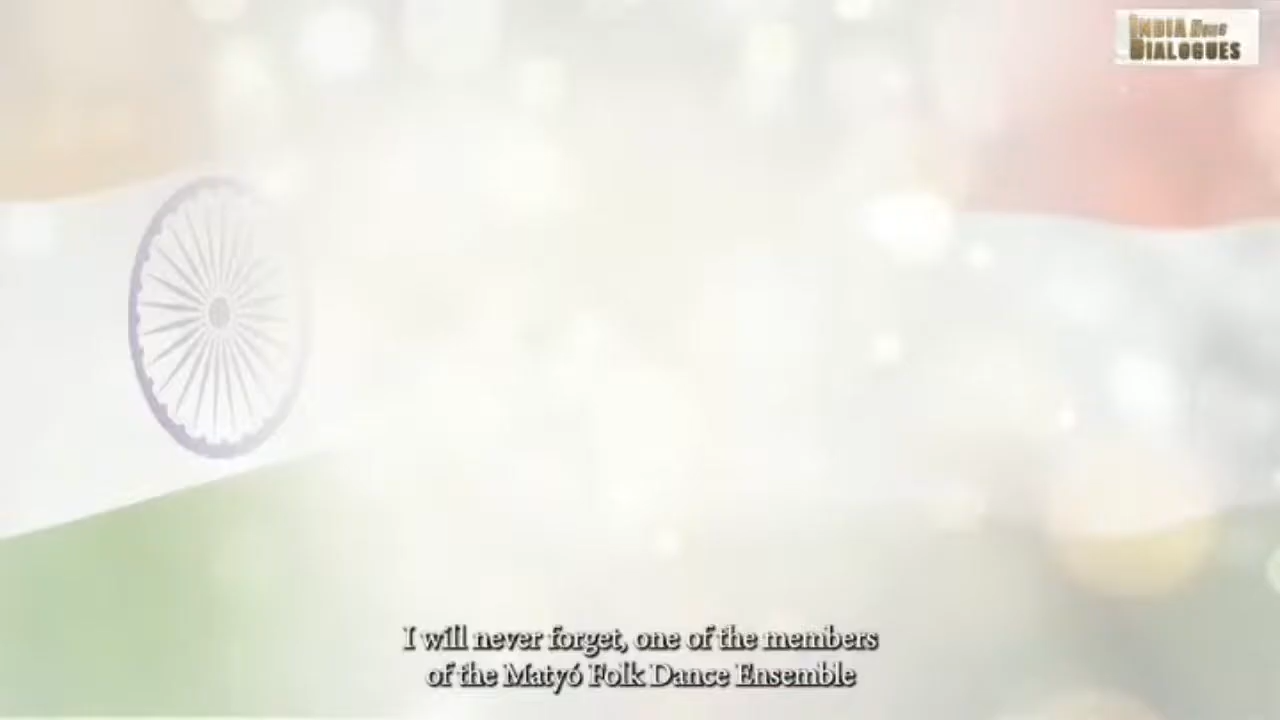 INDIA News
DIALOGUES
I will never forget, one of the members
of the Matyó Folk Dance Ensemble